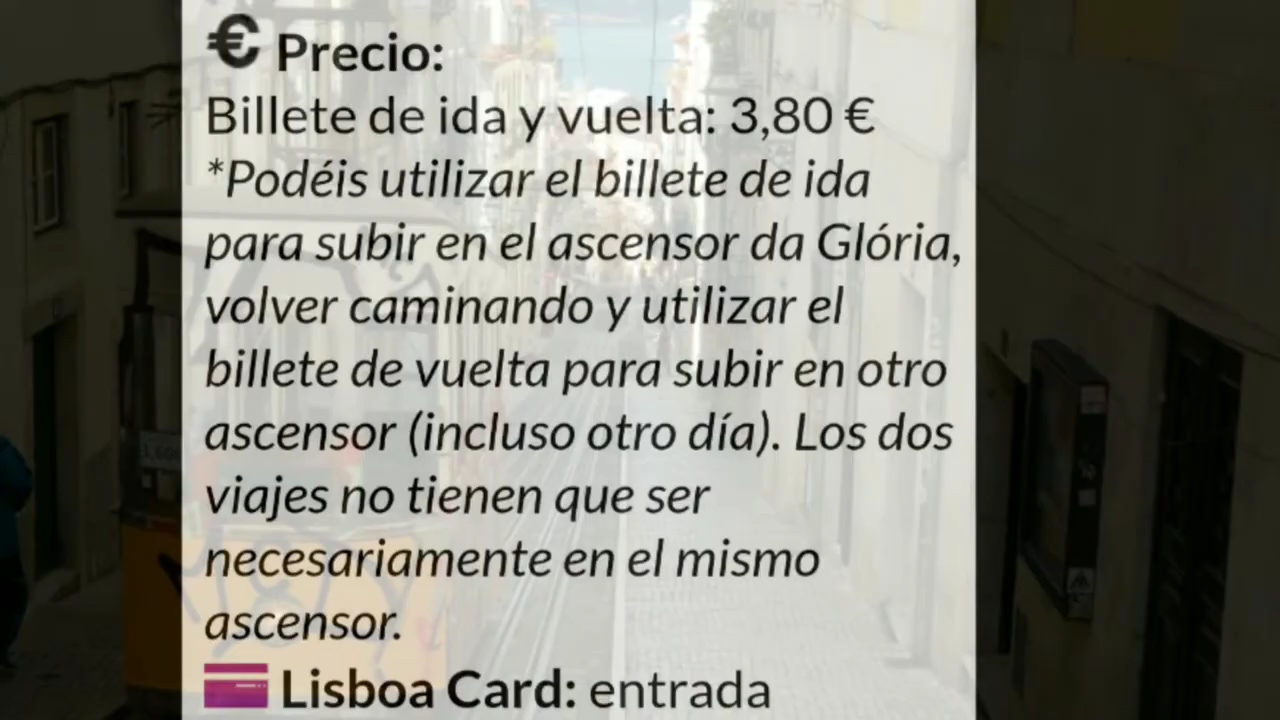 € Precio:
Billete de ida y vuelta: 3,80 €
*Podéis utilizar el billete de ida
para subir en el ascensor da Glória,
volver caminando y utilizar el
billete de vuelta para subir en otro
ascensor (incluso otro día). Los dos
viajes no tienen que ser
necesariamente en el mismo
ascensor.
Lisboa Card: entrada